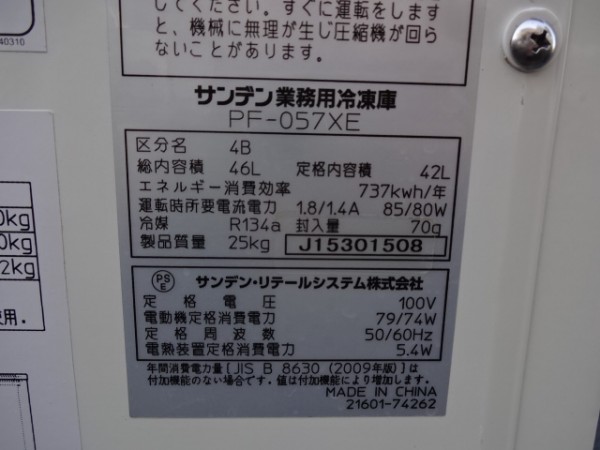 してください。すぐに運転をしますと、機械に無理が生じ圧縮機が回らないことがあります。
40310
サンデン業務用冷凍庫
PF-057XE
区分名 4B
総内容積 46L 定格内容積 42L
エネルギー消費効率 737kwh/年
運転時所要電流電力 1.8/1.4A 85/80W
冷媒 R134a 封入量 70g
製品質量 25kg J15301508
PS E サンデン・リテールシステム株式会社
定格電圧 100V
電動機定格消費電力 79/74W
定格周波数 50/60Hz
電熱装置定格消費電力 5.4W
年間消費電力量[JIS B 8630 (2009年版)]は
付加機能のない場合です。値は付加機能により増加します。
MADE IN CHINA
21601-74262
0kg
0kg
2kg
使用.